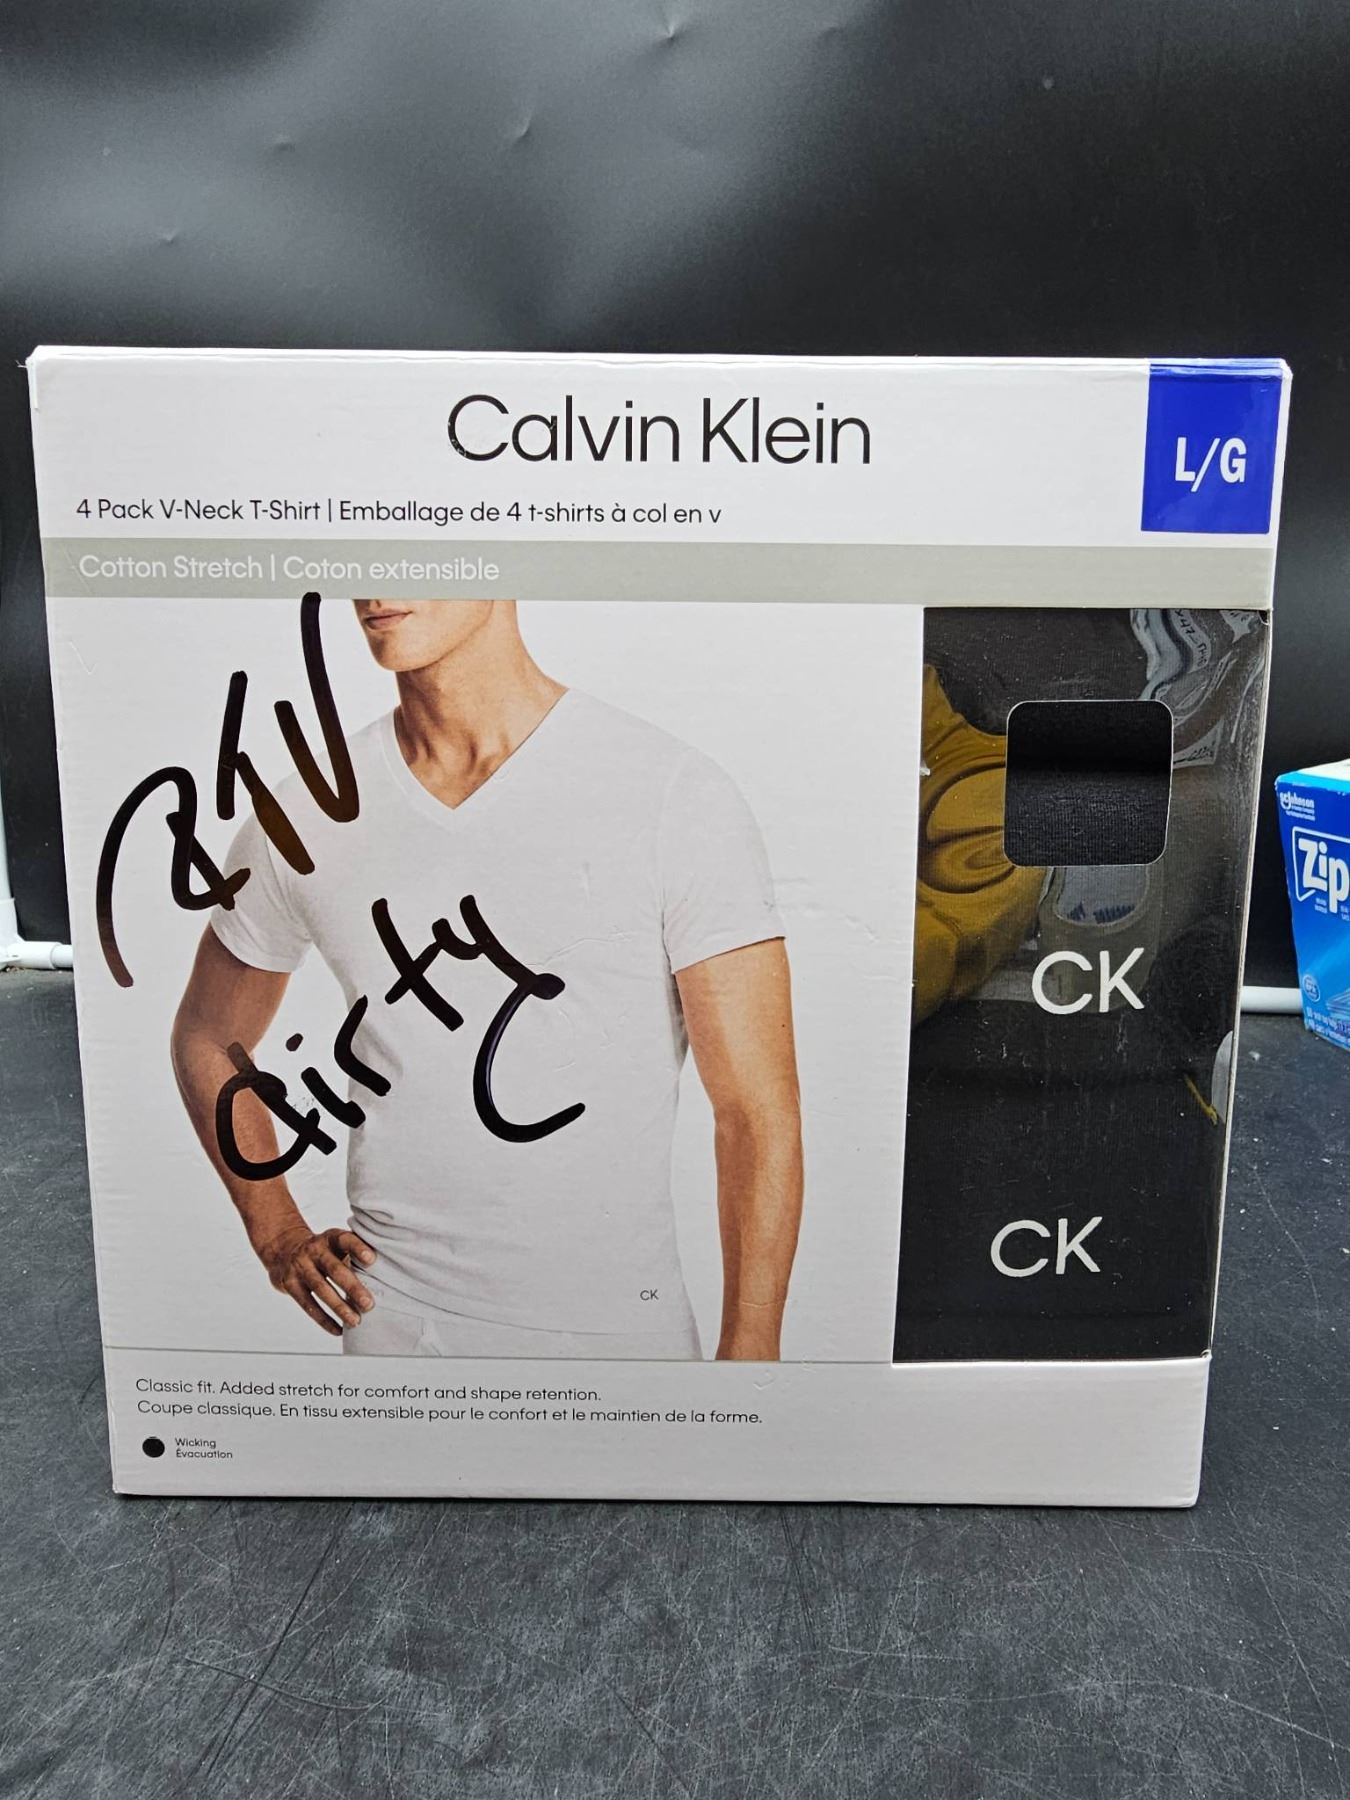 Calvin Klein
L/G
4 Pack V-Neck T-Shirt | Emballage de 4 t-shirts à col en v
Cotton Stretch | Coton extensible
RTV
dirty
CK
CK
CK
Classic fit. Added stretch for comfort and shape retention.
Coupe classique. En tissu extensible pour le confort et le maintien de la forme.
Wicking
Évacuation
scJohnson
Zip